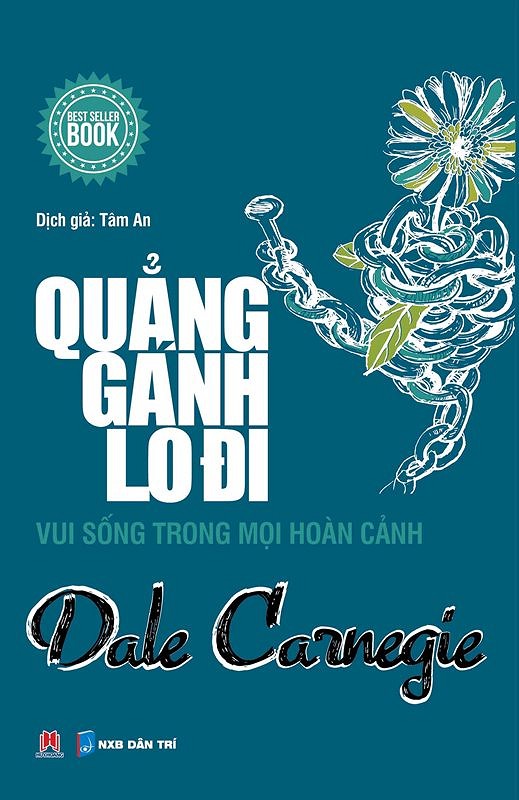 BEST SELLER
BOOK
Dịch giả: Tâm An
QUẢNG
GÁNH
LO ĐI
VUI SỐNG TRONG MỌI HOÀN CẢNH
Dale Carnegie
NXB DÂN TRÍ